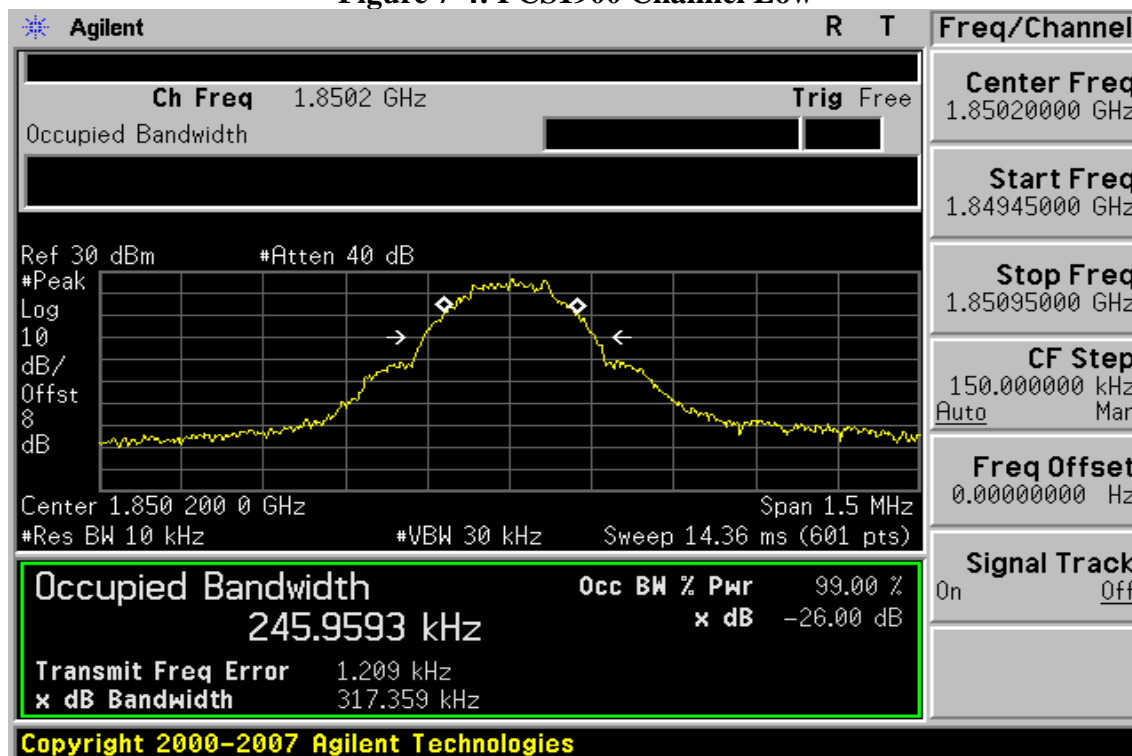 Agilent R T
Freq/Channel
Ch Freq 1.8502 GHz Trig Free
Occupied Bandwidth
Center Freq
1.85020000 GHz
Start Freq
1.84945000 GHz
Stop Freq
1.85095000 GHz
CF Step
150.000000 kHz
Auto Man
Freq Offset
0.00000000 Hz
Signal Track
On Off
Ref 30 dBm #Atten 40 dB
#Peak
Log
10
dB/
Offst
8
dB
Center 1.850 200 0 GHz Span 1.5 MHz
#Res BW 10 kHz #VBW 30 kHz Sweep 14.36 ms (601 pts)
Occupied Bandwidth
245.9593 kHz
Occ BW % Pwr 99.00 %
x dB -26.00 dB
Transmit Freq Error 1.209 kHz
x dB Bandwidth 317.359 kHz
Copyright 2000-2007 Agilent Technologies